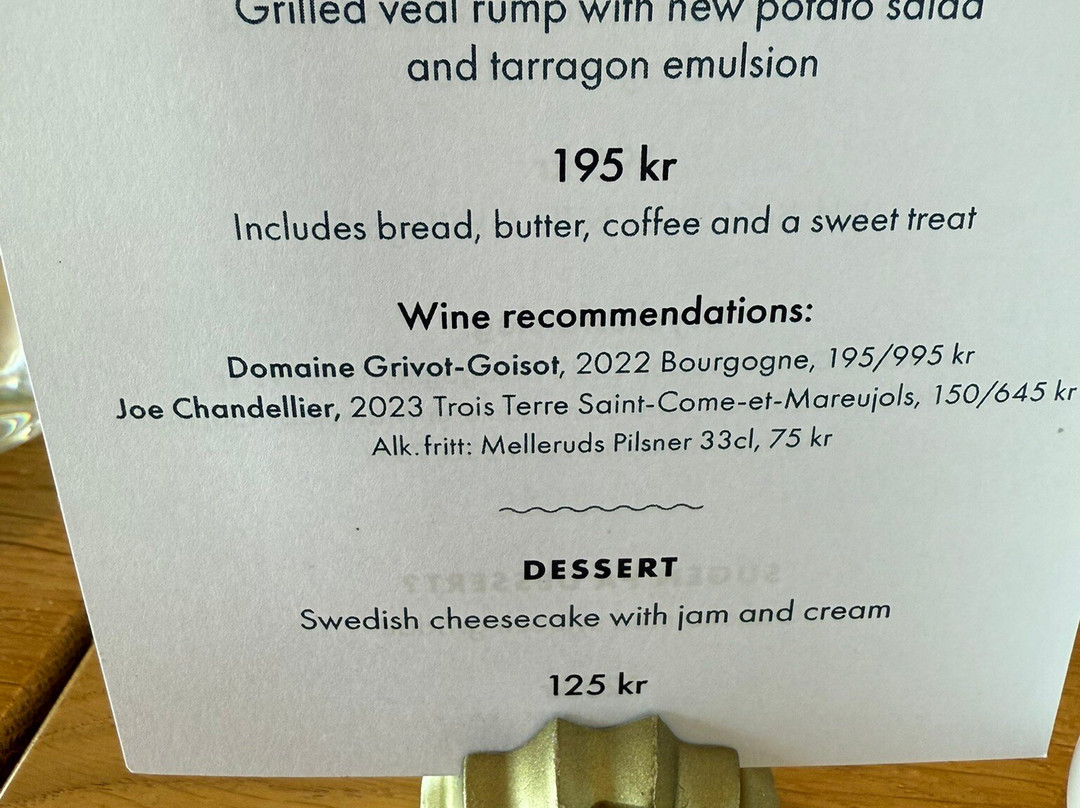 Grilled veal rump with new potato salad
and tarragon emulsion
195 kr
Includes bread, butter, coffee and a sweet treat
Wine recommendations:
Domaine Grivot-Goisot, 2022 Bourgogne, 195/995 kr
Joe Chandellier, 2023 Trois Terre Saint-Come-et-Mareujols, 150/645 kr
Alk.fritt: Melleruds Pilsner 33cl, 75 kr
DESSERT
Swedish cheesecake with jam and cream
125 kr